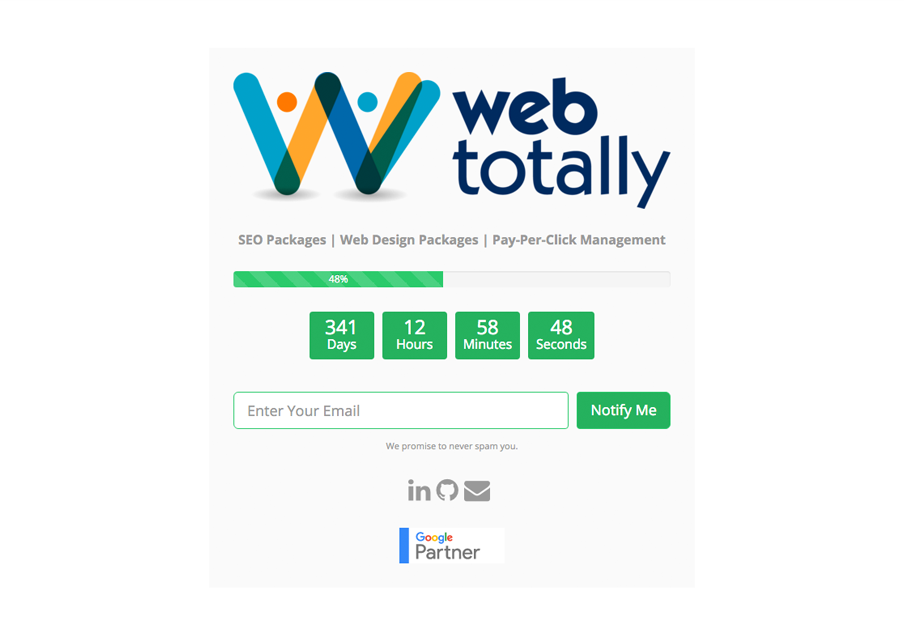 web
totally
SEO Packages | Web Design Packages | Pay-Per-Click Management
48%
341 12 58 48
Days Hours Minutes Seconds
Enter Your Email Notify Me
We promise to never spam you.
in
Google
Partner